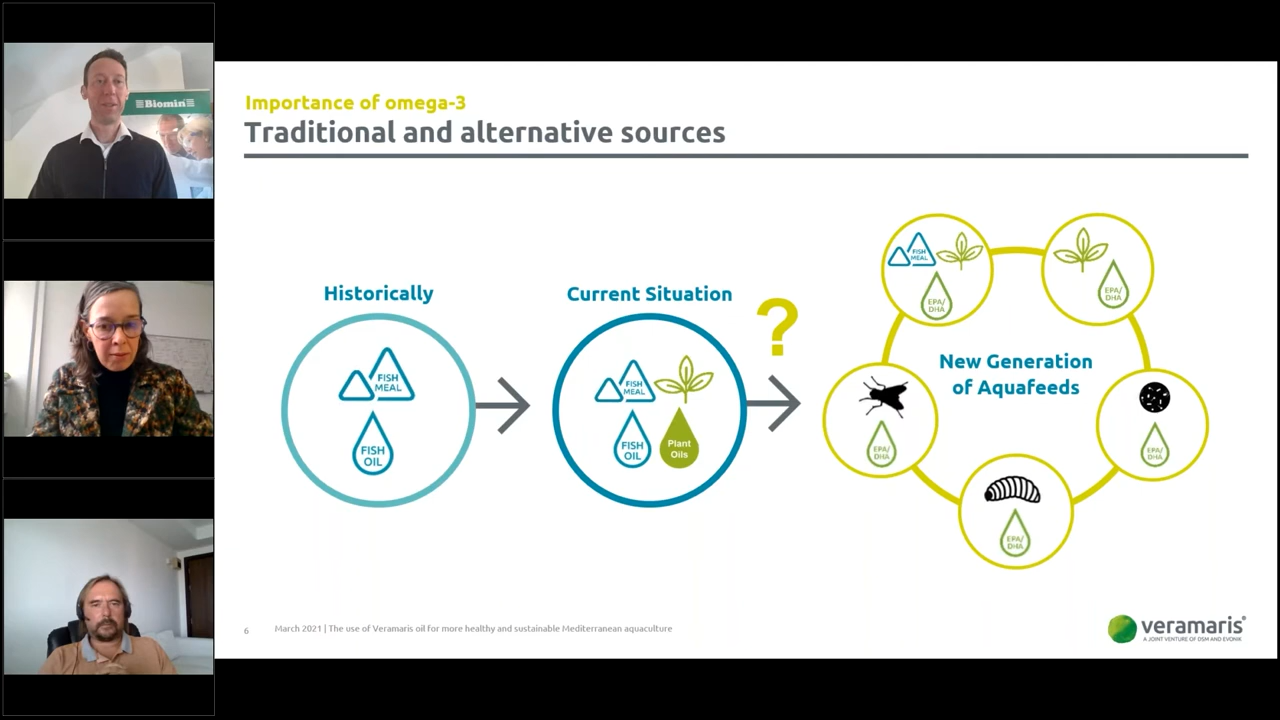 Biomin
Importance of omega-3
Traditional and alternative sources
Historically
FISH
MEAL
FISH
OIL
Current Situation
FISH
MEAL
FISH
OIL
Plant
Oils
?
New Generation
of Aquafeeds
FISH
MEAL
EPA/
DHA
EPA/
DHA
EPA/
DHA
EPA/
DHA
EPA/
DHA
6
March 2021 | The use of Veramaris oil for more healthy and sustainable Mediterranean aquaculture
veramaris®
A JOINT VENTURE OF DSM AND EVONIK